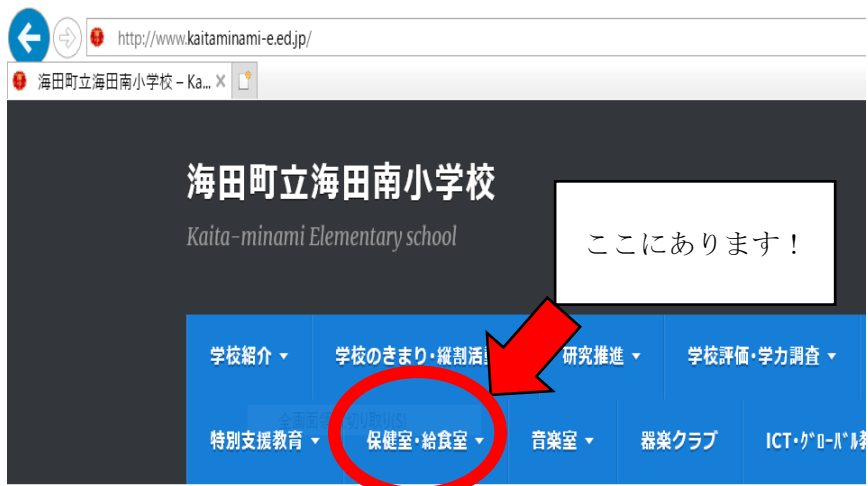 http://www.kaitaminami-e.ed.jp/
海田町立海田南小学校 – Ka...
海田町立海田南小学校
Kaita-minami Elementary school
ここにあります！
学校紹介
学校のきまり・縦割活
研究推進
学校評価・学力調査
特別支援教育
保健室・給食室
音楽室
器楽クラブ
ICT・グローバル